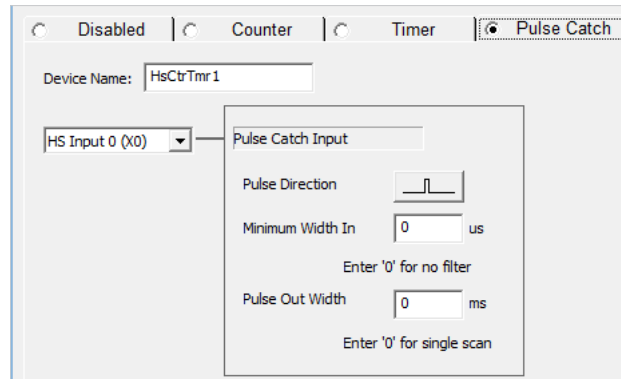 Disabled Counter Timer Pulse Catch
Device Name: HsCtrTmr1
HS Input 0 (X0) Pulse Catch Input
Pulse Direction
Minimum Width In 0 us
Enter '0' for no filter
Pulse Out Width 0 ms
Enter '0' for single scan